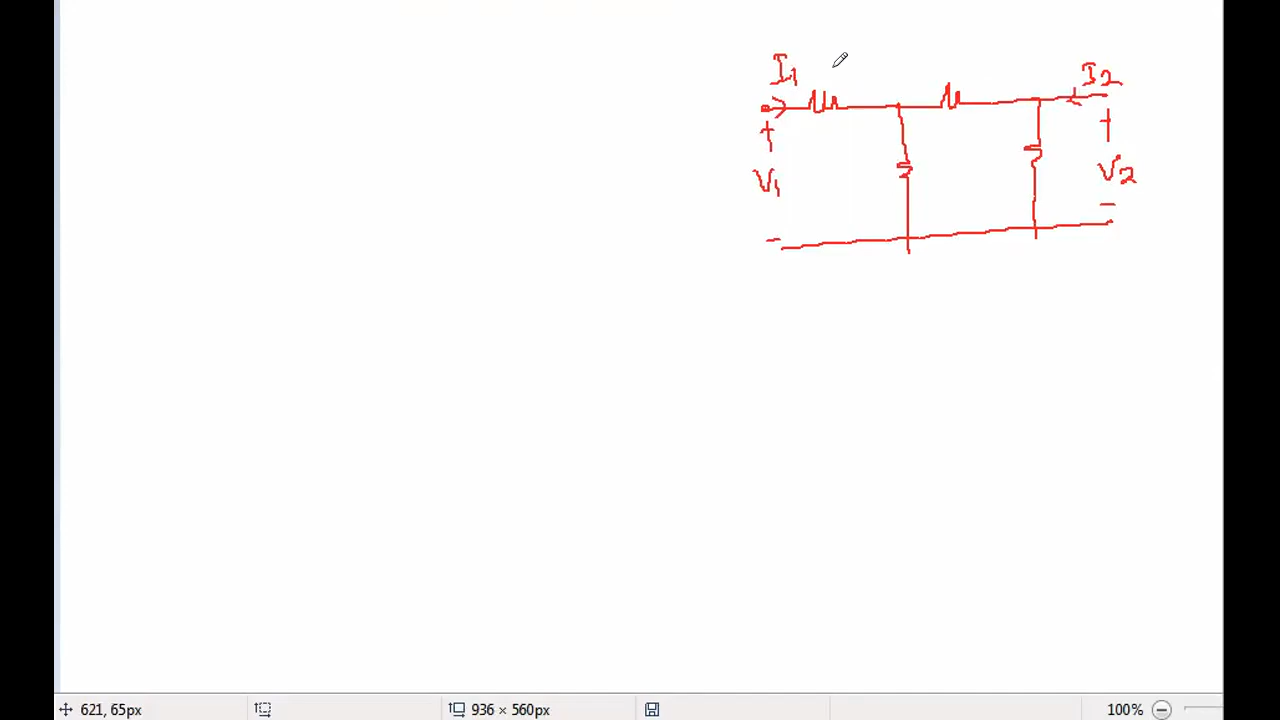 I1 I2
+ +
V1 V2
- -
621, 65px 936 × 560px 100%